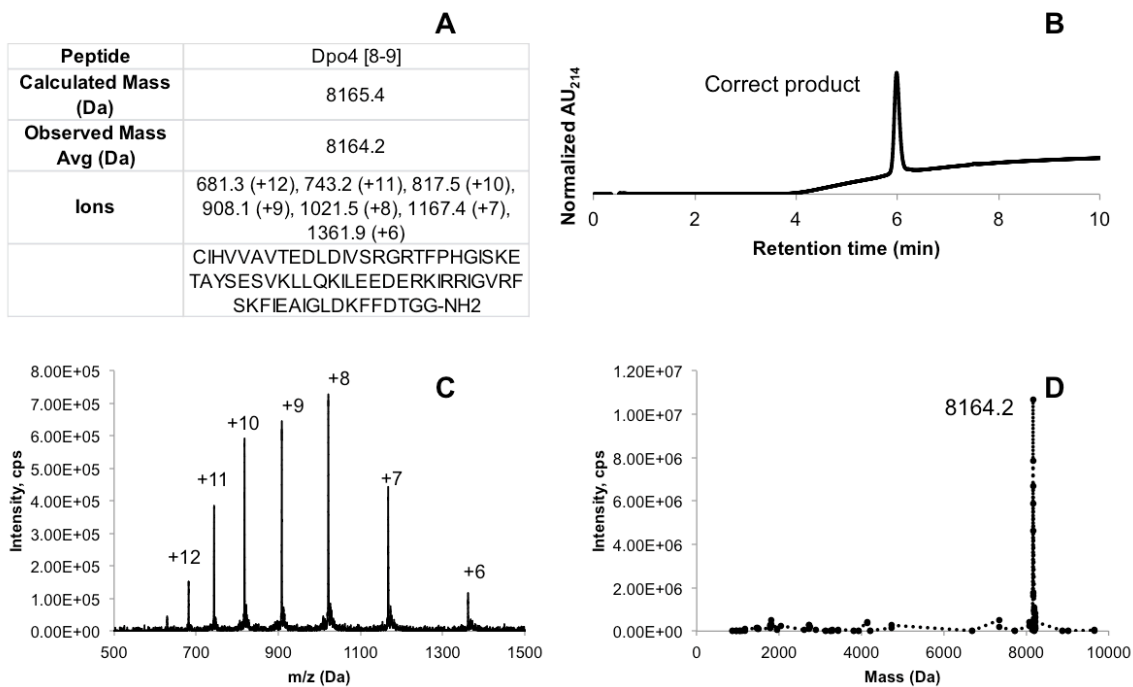 A
Peptide
Dpo4 [8-9]
Calculated Mass
(Da)
8165.4
Observed Mass
Avg (Da)
8164.2
Ions
681.3 (+12), 743.2 (+11), 817.5 (+10),
908.1 (+9), 1021.5 (+8), 1167.4 (+7),
1361.9 (+6)
CIHVVAVTEDLDIVSRGRTFPHGISKE
TAYSESVKLLQKILEEDERKIRRIGVRF
SKFIEAIGLDKFFDTGG-NH2
B
Normalized AU214
Correct product
0 2 4 6 8 10
Retention time (min)
C
Intensity, cps
8.00E+05
7.00E+05
6.00E+05
5.00E+05
4.00E+05
3.00E+05
2.00E+05
1.00E+05
0.00E+00
+12
+11
+10
+9
+8
+7
+6
500 700 900 1100 1300 1500
m/z (Da)
D
Intensity, cps
1.20E+07
1.00E+07
8.00E+06
6.00E+06
4.00E+06
2.00E+06
0.00E+00
8164.2
0 2000 4000 6000 8000 10000
Mass (Da)